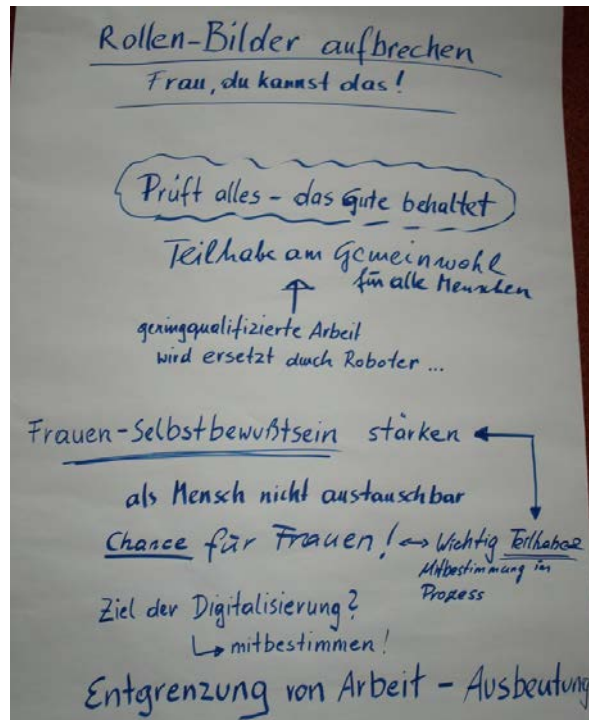 Rollen-Bilder aufbrechen
Frau, du kannst das!
Prüft alles - das Gute behaltet
Teilhabe am Gemeinwohl
für alle Menschen
geringqualifizierte Arbeit
wird ersetzt durch Roboter ...
Frauen-Selbstbewußtsein stärken
als Mensch nicht austauschbar
Chance für Frauen! ↔ Wichtig Teilhabe
Mitbestimmung im
Prozess
Ziel der Digitalisierung?
↳ mitbestimmen!
Entgrenzung von Arbeit - Ausbeutung